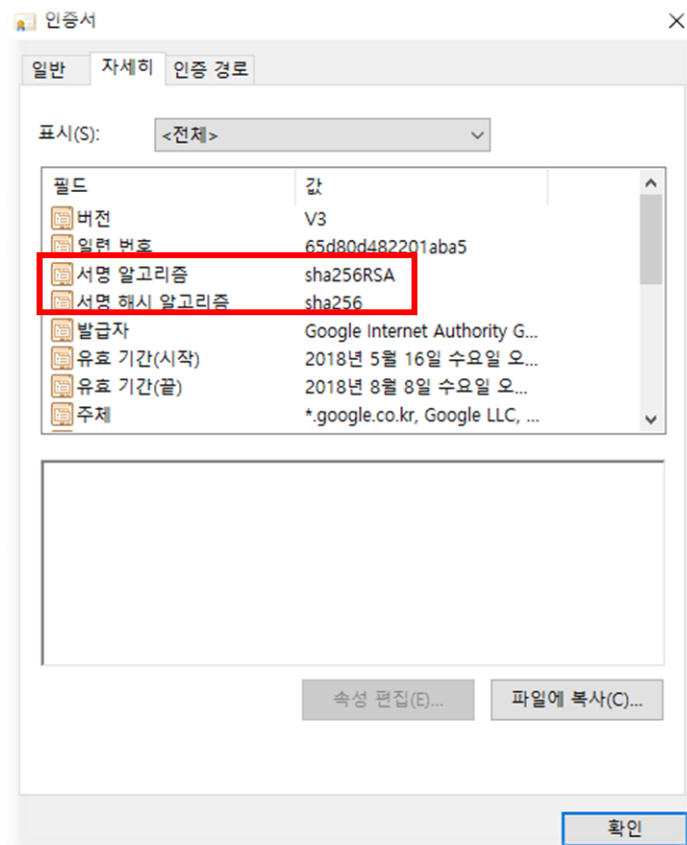 인증서
일반 자세히 인증 경로
표시(S): <전체>
필드 값
버전 V3
일련 번호 65d80d482201aba5
서명 알고리즘 sha256RSA
서명 해시 알고리즘 sha256
발급자 Google Internet Authority G...
유효 기간(시작) 2018년 5월 16일 수요일 오...
유효 기간(끝) 2018년 8월 8일 수요일 오...
주체 *.google.co.kr, Google LLC, ...
속성 편집(E)... 파일에 복사(C)...
확인